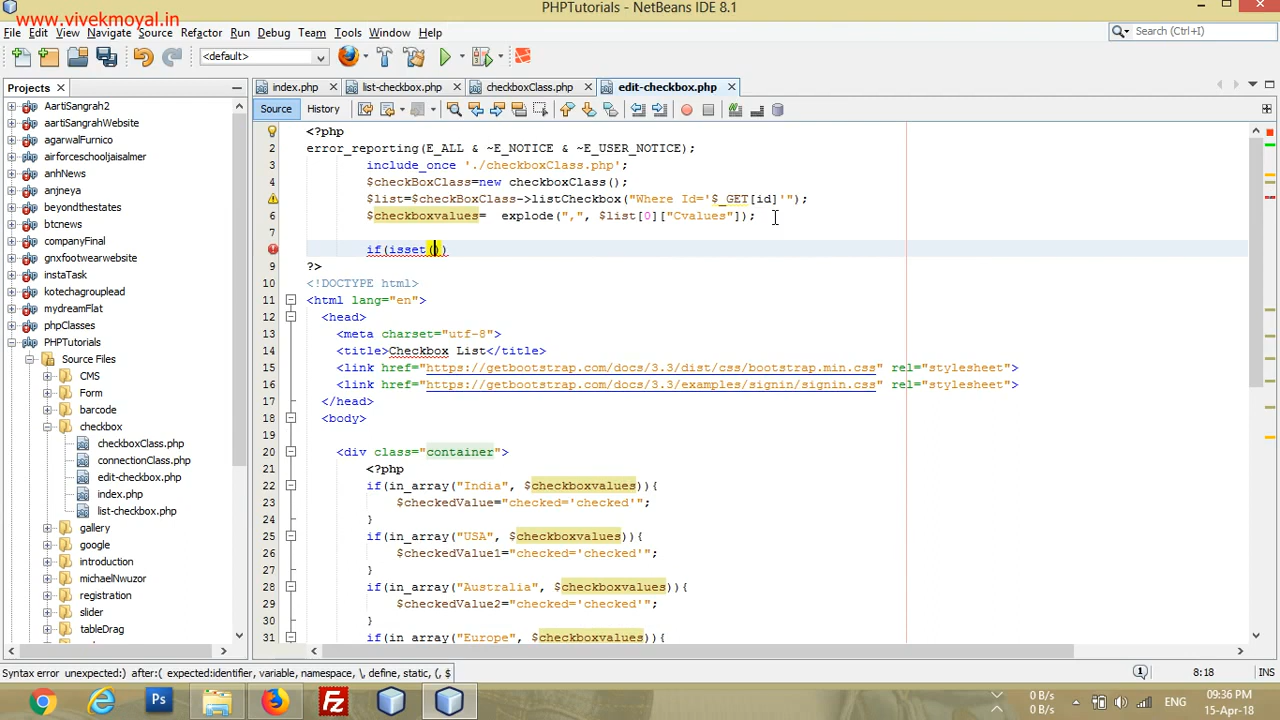 PHPTutorials - NetBeans IDE 8.1
www.vivekmoyal.in
File Edit View Navigate Source Refactor Run Debug Team Tools Window Help
Search (Ctrl+I)
<default>
Projects
index.php
list-checkbox.php
checkboxClass.php
edit-checkbox.php
Source History
AartiSangrah2
aartiSangrahWebsite
agarwalFurnico
airforceschooljaisalmer
anhNews
anjneya
beyondthestates
btcnews
companyFinal
gnxfootwearwebsite
instaTask
kotechagrouplead
mydreamFlat
phpClasses
PHPTutorials
Source Files
CMS
Form
barcode
checkbox
checkboxClass.php
connectionClass.php
edit-checkbox.php
index.php
list-checkbox.php
gallery
google
introduction
michaelNwuzor
registration
slider
tableDrag
<?php
2 error_reporting(E_ALL & ~E_NOTICE & ~E_USER_NOTICE);
3 include_once './checkboxClass.php';
4 $checkBoxClass=new checkboxClass();
$list=$checkBoxClass->listCheckbox("Where Id='$_GET[id]'");
6 $checkboxvalues= explode(",", $list[0]["Cvalues"]);
7
if(isset())
9 ?>
10 <!DOCTYPE html>
11 <html lang="en">
12 <head>
13 <meta charset="utf-8">
14 <title>Checkbox List</title>
15 <link href="https://getbootstrap.com/docs/3.3/dist/css/bootstrap.min.css" rel="stylesheet">
16 <link href="https://getbootstrap.com/docs/3.3/examples/signin/signin.css" rel="stylesheet">
17 </head>
18 <body>
19
20 <div class="container">
21 <?php
22 if(in_array("India", $checkboxvalues)){
23 $checkedValue="checked='checked'";
24 }
25 if(in_array("USA", $checkboxvalues)){
26 $checkedValue1="checked='checked'";
27 }
28 if(in_array("Australia", $checkboxvalues)){
29 $checkedValue2="checked='checked'";
30 }
31 if(in_array("Europe", $checkboxvalues)){
Syntax error unexpected:) after:( expected:identifier, variable, namespace, \, define, static, (, $
8:18
INS
0 B/s
0 B/s
ENG
09:36 PM
15-Apr-18